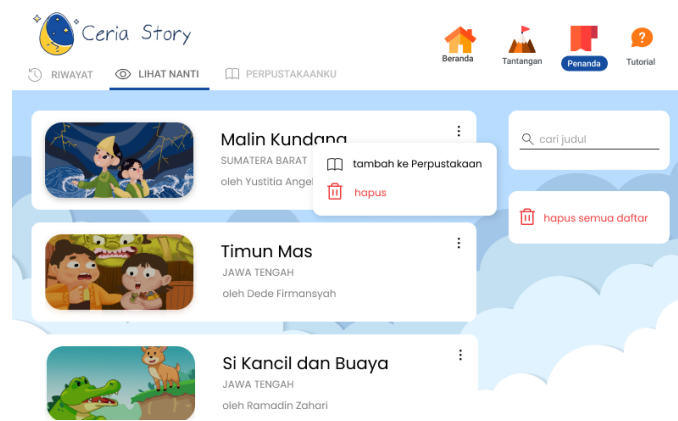 Ceria Story
Beranda
Tantangan
Penanda
Tutorial
RIWAYAT
LIHAT NANTI
PERPUSTAKAANKU
Malin Kundang
SUMATERA BARAT
oleh Yustitia Angel
tambah ke Perpustakaan
hapus
cari judul
hapus semua daftar
Timun Mas
JAWA TENGAH
oleh Dede Firmansyah
Si Kancil dan Buaya
JAWA TENGAH
oleh Ramadin Zahari